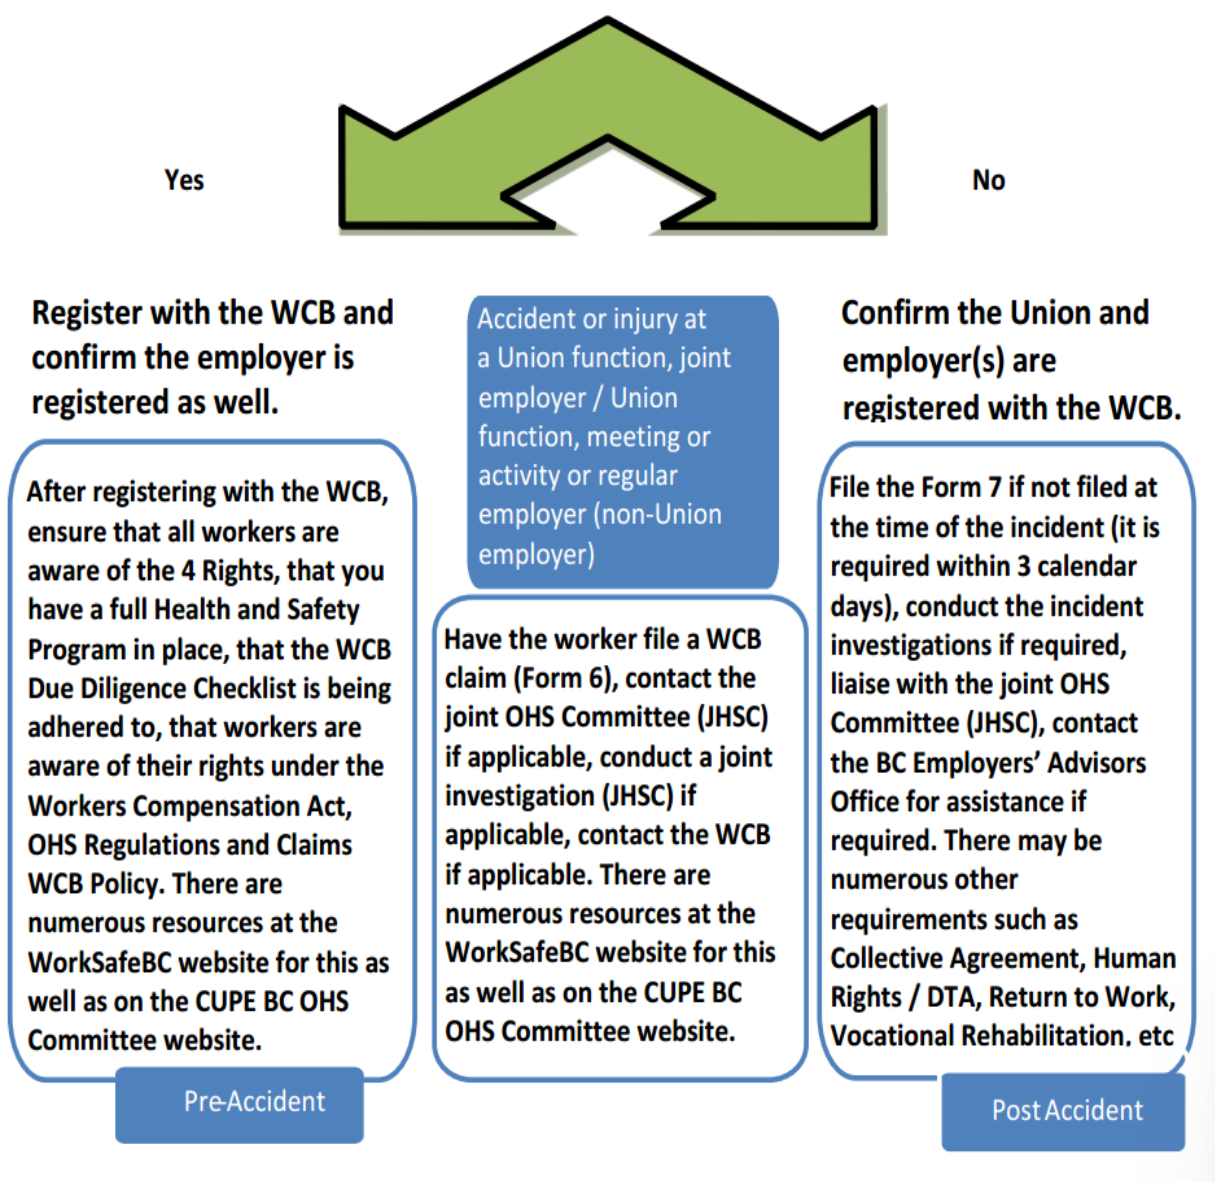 Yes
No
Register with the WCB and
confirm the employer is
registered as well.
After registering with the WCB,
ensure that all workers are
aware of the 4 Rights, that you
have a full Health and Safety
Program in place, that the WCB
Due Diligence Checklist is being
adhered to, that workers are
aware of their rights under the
Workers Compensation Act,
OHS Regulations and Claims
WCB Policy. There are
numerous resources at the
WorkSafeBC website for this as
well as on the CUPE BC OHS
Committee website.
Pre-Accident
Accident or injury at
a Union function, joint
employer / Union
function, meeting or
activity or regular
employer (non-Union
employer)
Have the worker file a WCB
claim (Form 6), contact the
joint OHS Committee (JHSC)
if applicable, conduct a joint
investigation (JHSC) if
applicable, contact the WCB
if applicable. There are
numerous resources at the
WorkSafeBC website for this
as well as on the CUPE BC
OHS Committee website.
Confirm the Union and
employer(s) are
registered with the WCB.
File the Form 7 if not filed at
the time of the incident (it is
required within 3 calendar
days), conduct the incident
investigations if required,
liaise with the joint OHS
Committee (JHSC), contact
the BC Employers' Advisors
Office for assistance if
required. There may be
numerous other
requirements such as
Collective Agreement, Human
Rights / DTA, Return to Work,
Vocational Rehabilitation. etc
Post Accident